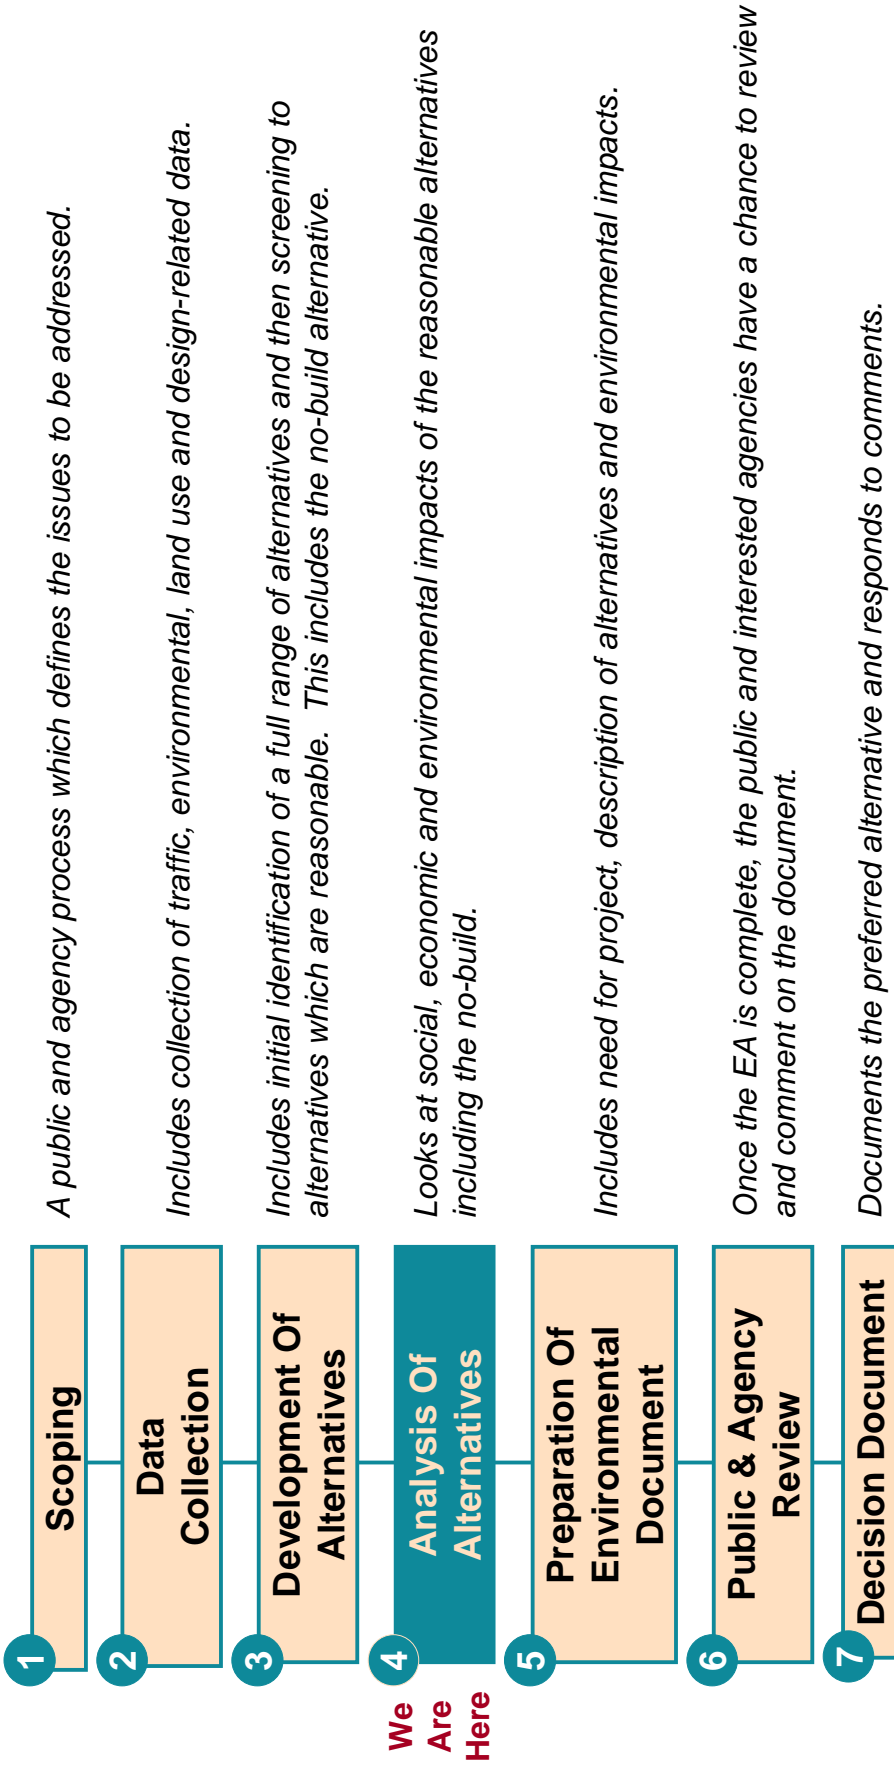 1
Scoping
A public and agency process which defines the issues to be addressed.
2
Data
Collection
Includes collection of traffic, environmental, land use and design-related data.
3
Development Of
Alternatives
Includes initial identification of a full range of alternatives and then screening to
alternatives which are reasonable.  This includes the no-build alternative.
We
Are
Here
4
Analysis Of
Alternatives
Looks at social, economic and environmental impacts of the reasonable alternatives
including the no-build.
5
Preparation Of
Environmental
Document
Includes need for project, description of alternatives and environmental impacts.
6
Public & Agency
Review
Once the EA is complete, the public and interested agencies have a chance to review
and comment on the document.
7
Decision Document
Documents the preferred alternative and responds to comments.